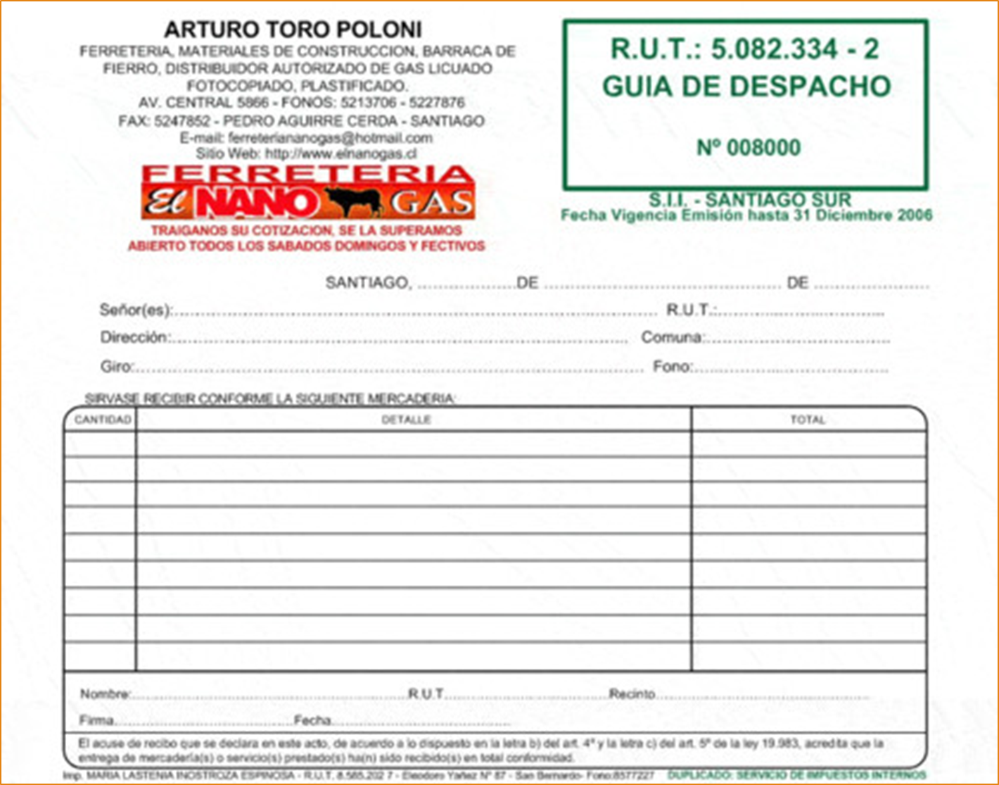 ARTURO TORO POLONI
FERRETERIA, MATERIALES DE CONSTRUCCION, BARRACA DE
FIERRO, DISTRIBUIDOR AUTORIZADO DE GAS LICUADO
FOTOCOPIADO, PLASTIFICADO.
AV. CENTRAL 5866 - FONOS: 5213706 - 5227876
FAX: 5247852 - PEDRO AGUIRRE CERDA - SANTIAGO
E-mail: ferreteriananogas@hotmail.com
Sitio Web: http://www.elnanogas.cl
FERRETERIA
El NANO GAS
TRAIGANOS SU COTIZACION, SE LA SUPERAMOS
ABIERTO TODOS LOS SABADOS DOMINGOS Y FECTIVOS
R.U.T.: 5.082.334 - 2
GUIA DE DESPACHO
Nº 008000
S.I.I. - SANTIAGO SUR
Fecha Vigencia Emisión hasta 31 Diciembre 2006
SANTIAGO, DE DE
Señor(es): R.U.T.:
Dirección: Comuna:
Giro: Fono:
SIRVASE RECIBIR CONFORME LA SIGUIENTE MERCADERIA:
CANTIDAD DETALLE TOTAL
Nombre: R.U.T. Recinto
Firma Fecha
El acuse de recibo que se declara en este acto, de acuerdo a lo dispuesto en la letra b) del art. 4º y la letra c) del art. 5º de la ley 19.983, acredita que la
entrega de mercadería(s) o servicio(s) prestado(s) ha(n) sido recibido(s) en total conformidad.
Imp. MARIA LASTENIA INOSTROZA ESPINOSA - R.U.T. 8.585.202 7 - Eleodoro Yañez Nº 87 - San Bernardo- Fono:8577227 DUPLICADO: SERVICIO DE IMPUESTOS INTERNOS